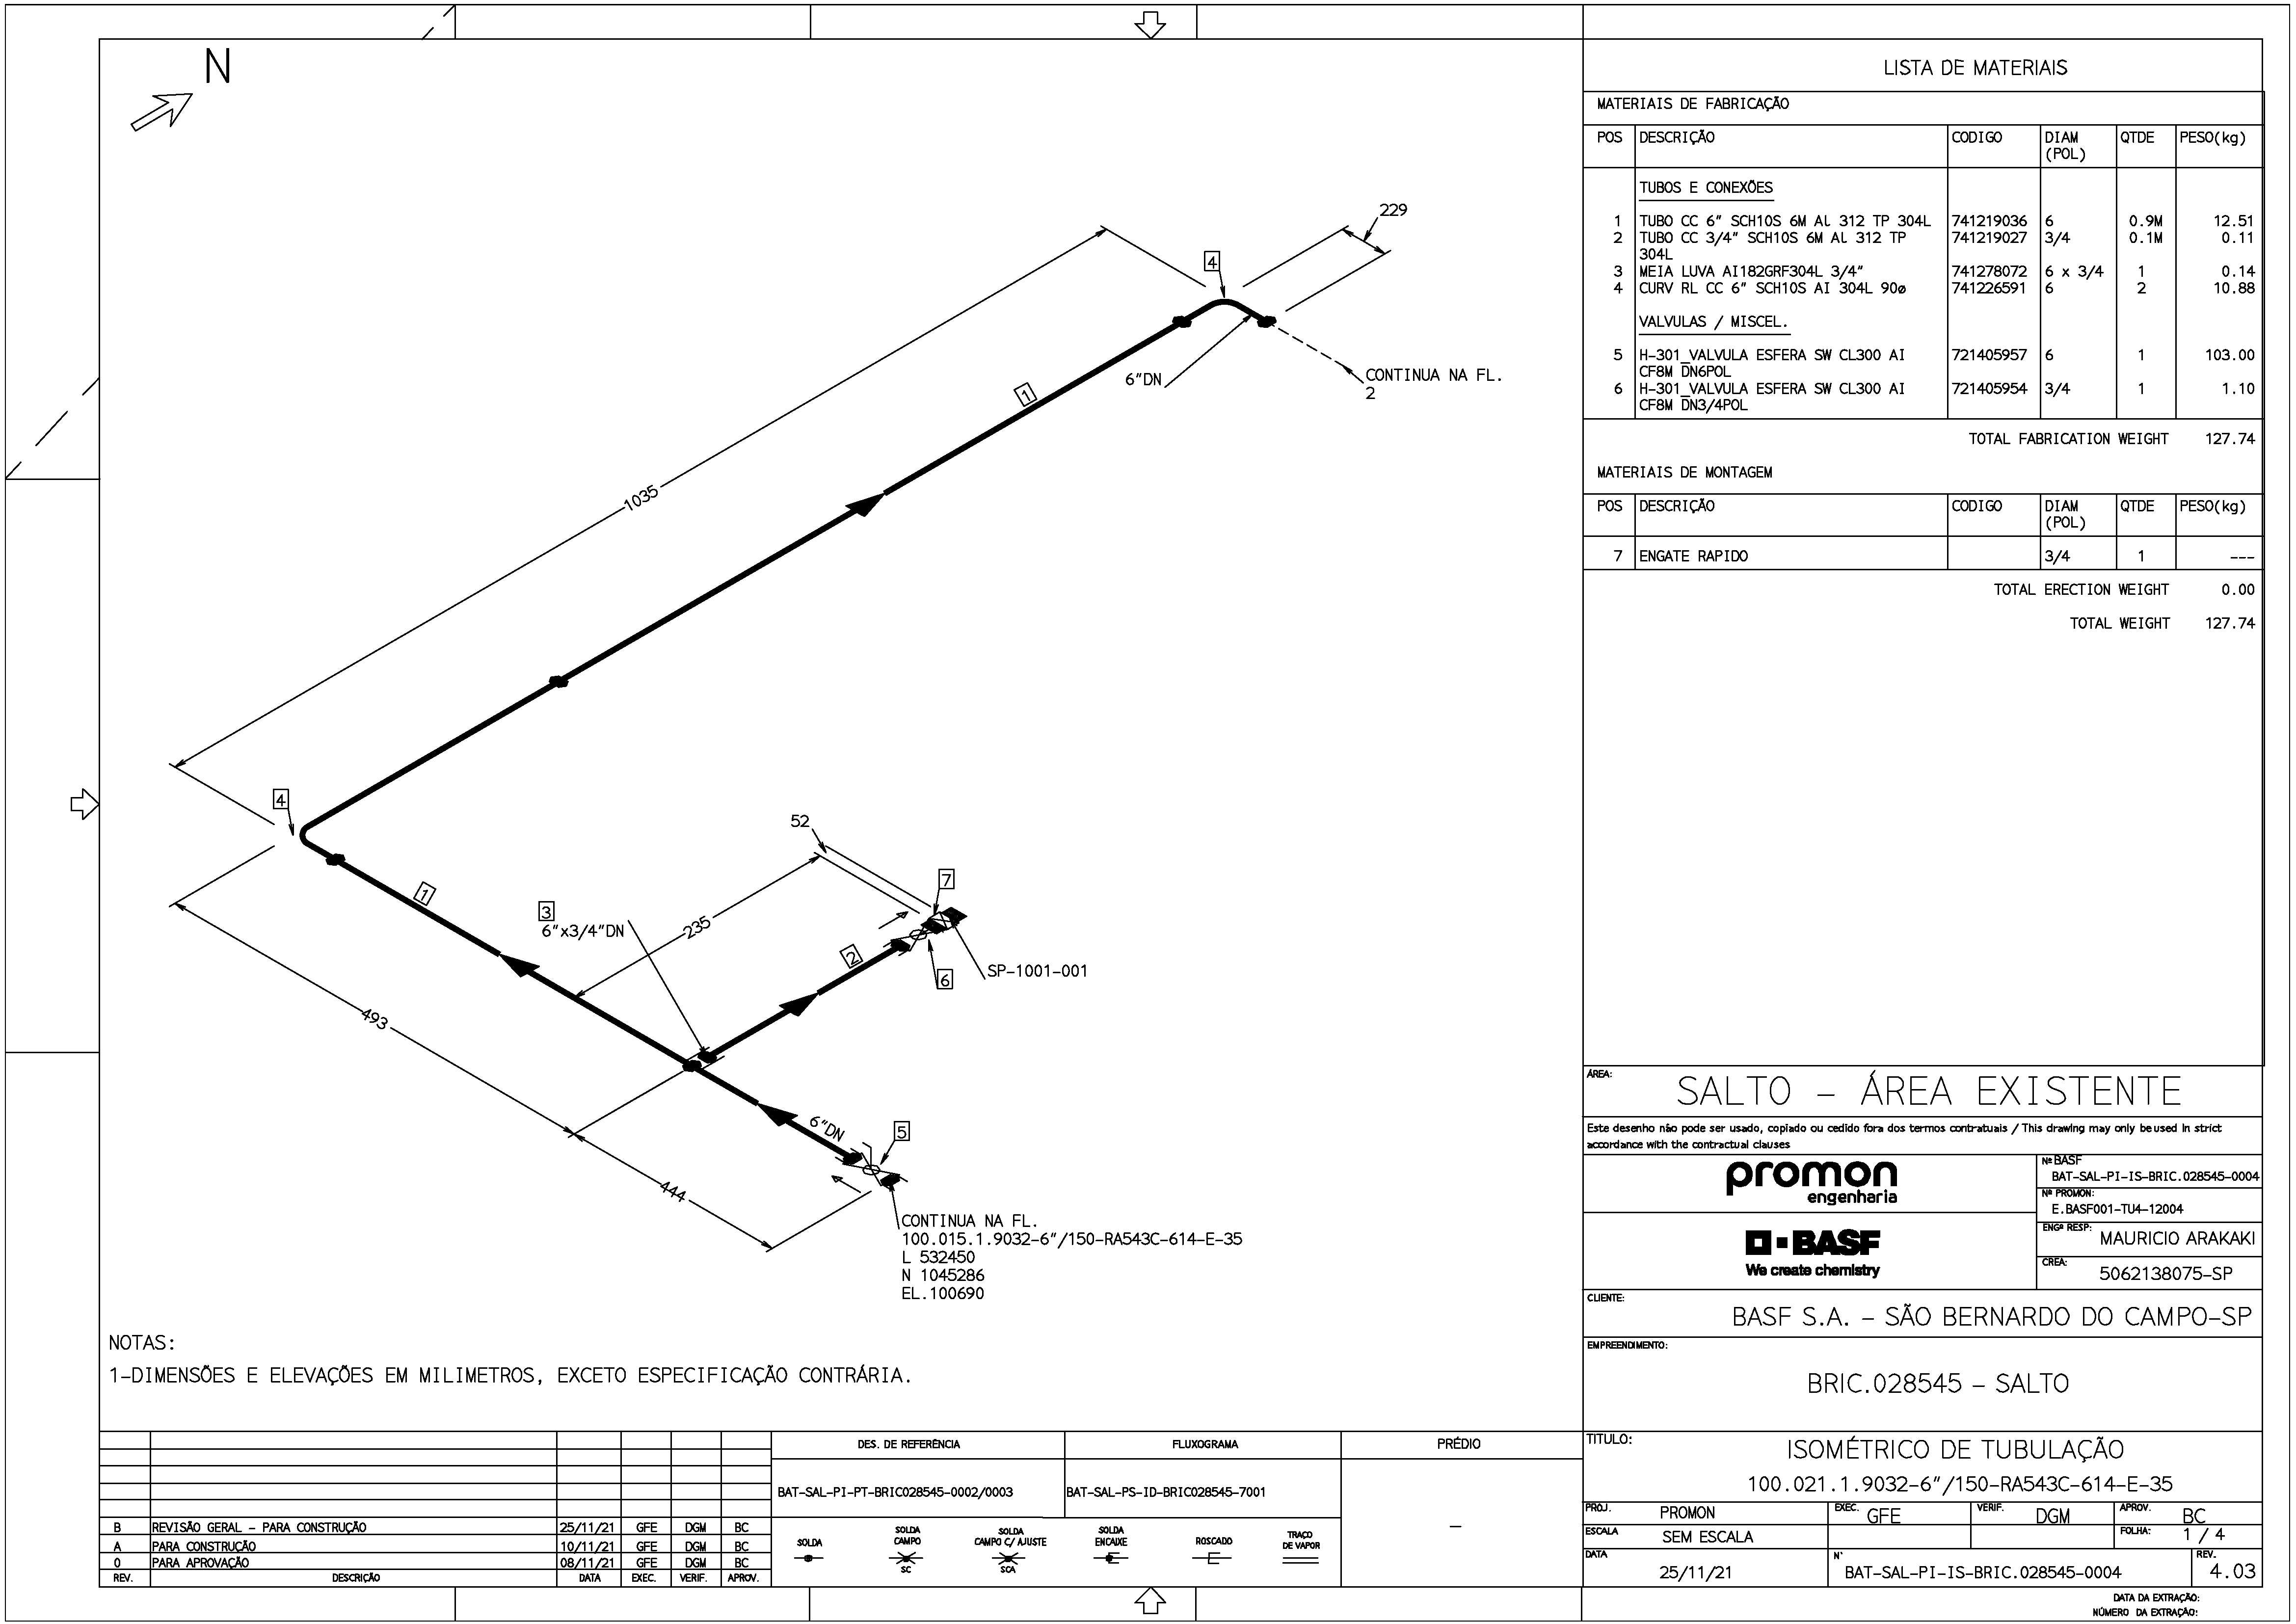 N
229
4
6"DN
CONTINUA NA FL.
2
1
1035
4
52
1
3
6"x3/4"DN
235
7
2
6
SP-1001-001
493
6"DN
5
444
CONTINUA NA FL.
100.015.1.9032-6"/150-RA543C-614-E-35
L 532450
N 1045286
EL.100690
NOTAS:
1-DIMENSÕES E ELEVAÇÕES EM MILIMETROS, EXCETO ESPECIFICAÇÃO CONTRÁRIA.
LISTA DE MATERIAIS
MATERIAIS DE FABRICAÇÃO
POS DESCRIÇÃO CODIGO DIAM (POL) QTDE PESO(kg)
TUBOS E CONEXÕES
1 TUBO CC 6" SCH10S 6M AL 312 TP 304L 741219036 6 0.9M 12.51
2 TUBO CC 3/4" SCH10S 6M AL 312 TP 741219027 3/4 0.1M 0.11
304L
3 MEIA LUVA AI182GRF304L 3/4" 741278072 6 x 3/4 1 0.14
4 CURV RL CC 6" SCH10S AI 304L 90ø 741226591 6 2 10.88
VALVULAS / MISCEL.
5 H-301_VALVULA ESFERA SW CL300 AI 721405957 6 1 103.00
CF8M DN6POL
6 H-301_VALVULA ESFERA SW CL300 AI 721405954 3/4 1 1.10
CF8M DN3/4POL
TOTAL FABRICATION WEIGHT 127.74
MATERIAIS DE MONTAGEM
POS DESCRIÇÃO CODIGO DIAM (POL) QTDE PESO(kg)
7 ENGATE RAPIDO 3/4 1 ---
TOTAL ERECTION WEIGHT 0.00
TOTAL WEIGHT 127.74
ÁREA:
SALTO - ÁREA EXISTENTE
Este desenho não pode ser usado, copiado ou cedido fora dos termos contratuais / This drawing may only be used in strict
accordance with the contractual clauses
promon
engenharia
Nº BASF
BAT-SAL-PI-IS-BRIC.028545-0004
Nº PROMON:
E.BASF001-TU4-12004
BASF
We create chemistry
ENGº RESP:
MAURICIO ARAKAKI
CREA:
5062138075-SP
CLIENTE:
BASF S.A. - SÃO BERNARDO DO CAMPO-SP
EMPREENDIMENTO:
BRIC.028545 - SALTO
TITULO:
ISOMÉTRICO DE TUBULAÇÃO
100.021.1.9032-6"/150-RA543C-614-E-35
PROJ. PROMON EXEC. GFE VERIF. DGM APROV. BC
ESCALA SEM ESCALA FOLHA: 1 / 4
DATA 25/11/21 N° BAT-SAL-PI-IS-BRIC.028545-0004 REV. 4.03
DATA DA EXTRAÇÃO:
NÚMERO DA EXTRAÇÃO:
B REVISÃO GERAL - PARA CONSTRUÇÃO 25/11/21 GFE DGM BC
A PARA CONSTRUÇÃO 10/11/21 GFE DGM BC
0 PARA APROVAÇÃO 08/11/21 GFE DGM BC
REV. DESCRIÇÃO DATA EXEC. VERIF. APROV.
DES. DE REFERÊNCIA FLUXOGRAMA PRÉDIO
BAT-SAL-PI-PT-BRIC028545-0002/0003 BAT-SAL-PS-ID-BRIC028545-7001 -
SOLDA
SOLDA CAMPO
SC
SOLDA CAMPO C/ AJUSTE
SCA
SOLDA ENCAIXE
ROSCADO
TRAÇO DE VAPOR